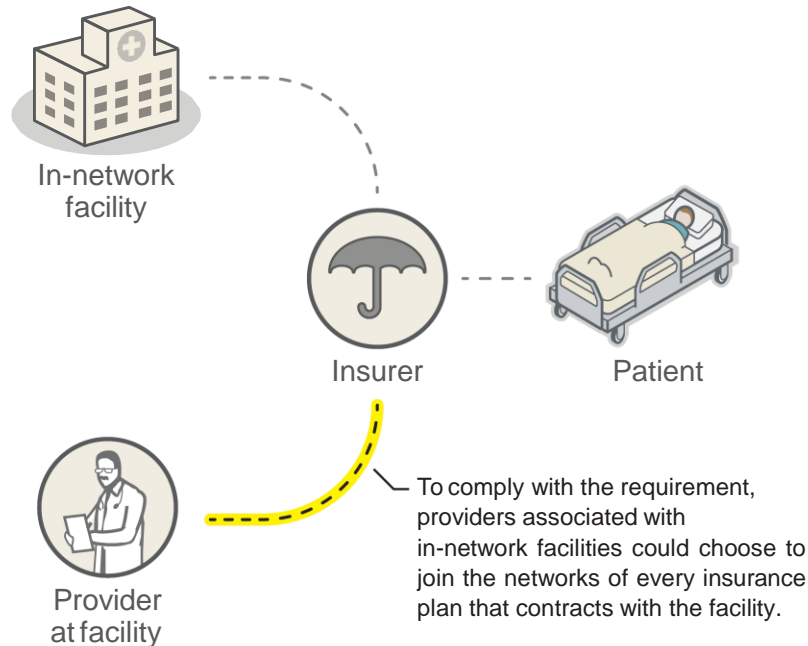 In-network
facility
Insurer
Patient
To comply with the requirement,
providers associated with
in-network facilities could choose to
join the networks of every insurance
plan that contracts with the facility.
Provider
at facility